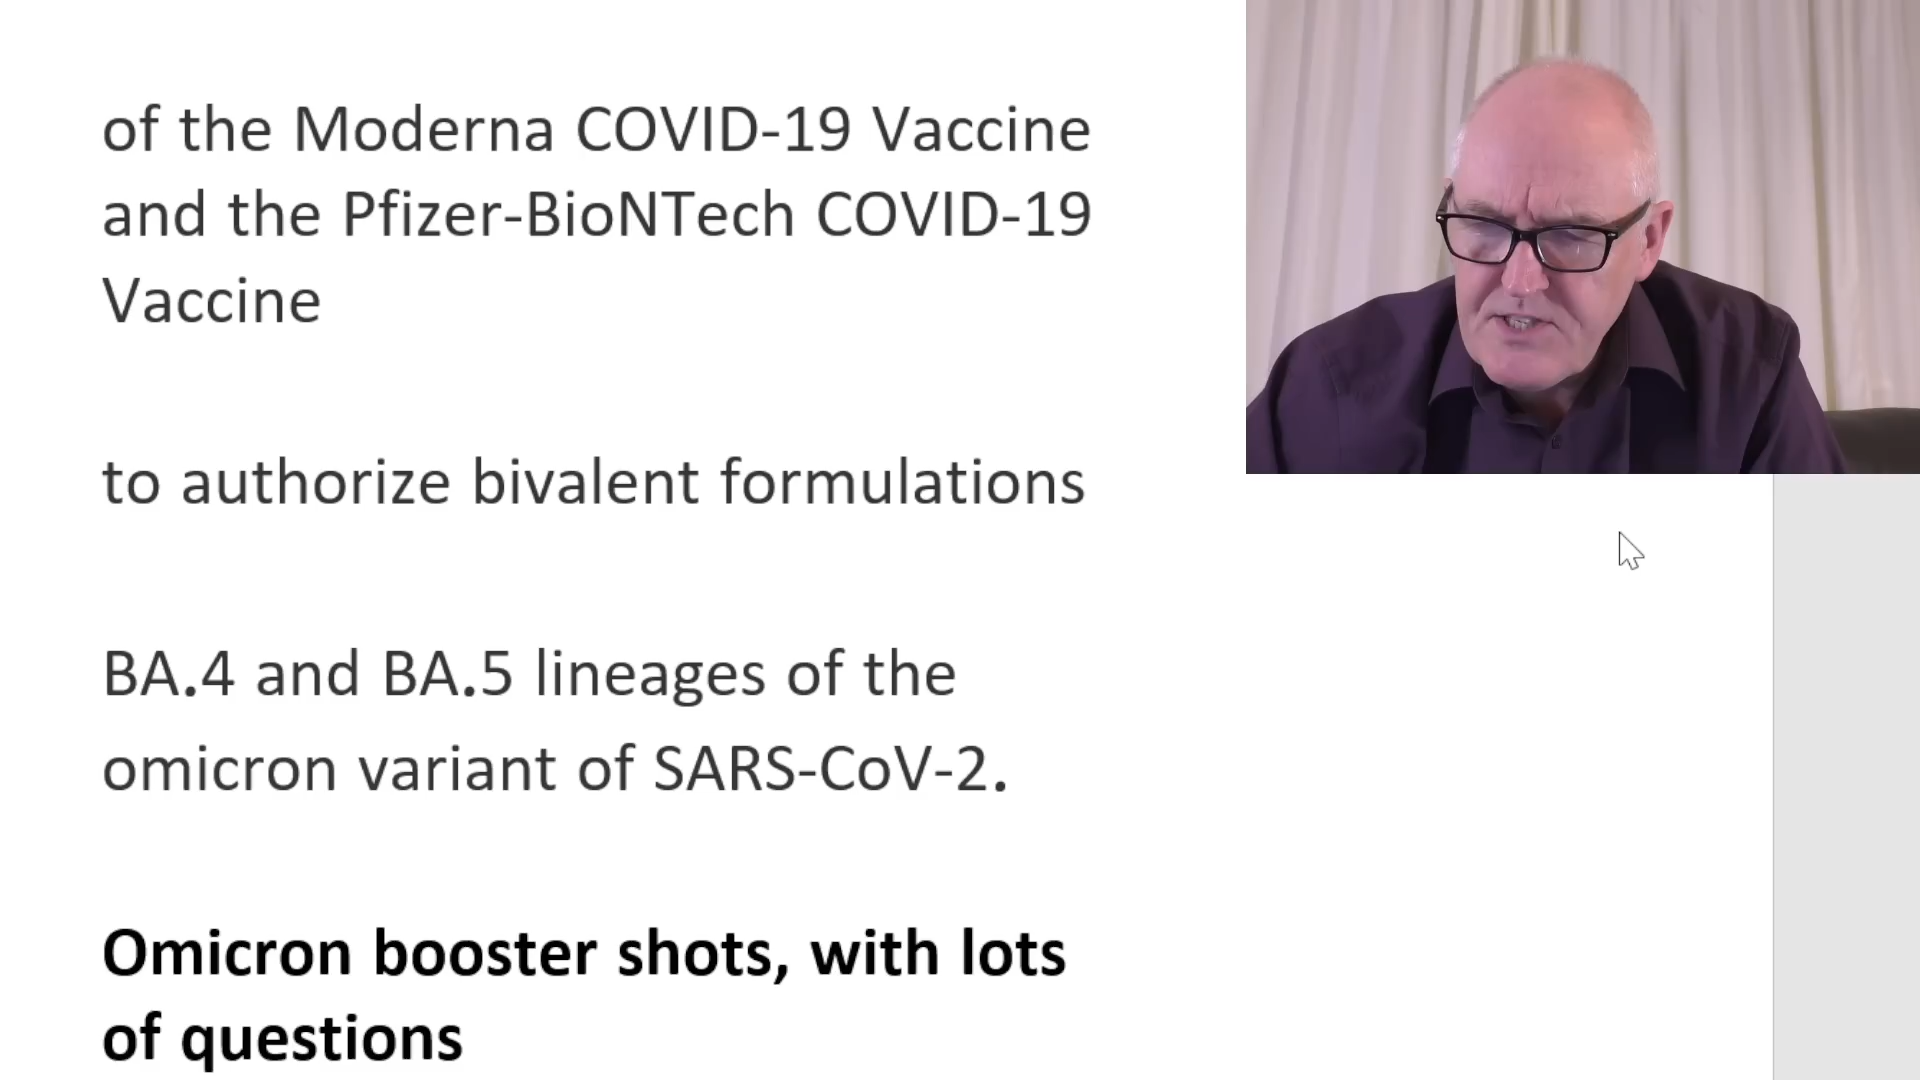 of the Moderna COVID-19 Vaccine
and the Pfizer-BioNTech COVID-19
Vaccine
to authorize bivalent formulations
BA.4 and BA.5 lineages of the
omicron variant of SARS-CoV-2.
Omicron booster shots, with lots
of questions